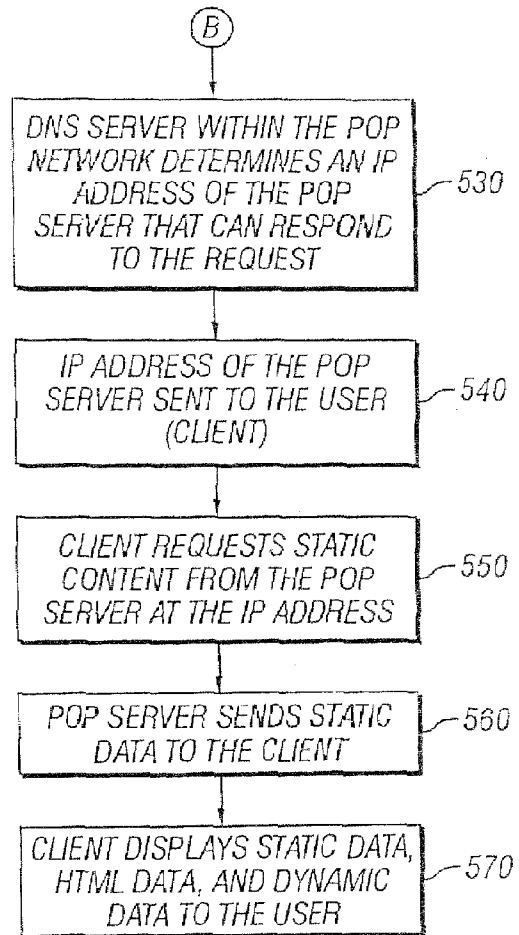 B
DNS SERVER WITHIN THE POP
NETWORK DETERMINES AN IP
ADDRESS OF THE POP
SERVER THAT CAN RESPOND
TO THE REQUEST
530
IP ADDRESS OF THE POP
SERVER SENT TO THE USER
(CLIENT)
540
CLIENT REQUESTS STATIC
CONTENT FROM THE POP
SERVER AT THE IP ADDRESS
550
POP SERVER SENDS STATIC
DATA TO THE CLIENT
560
CLIENT DISPLAYS STATIC DATA,
HTML DATA, AND DYNAMIC
DATA TO THE USER
570